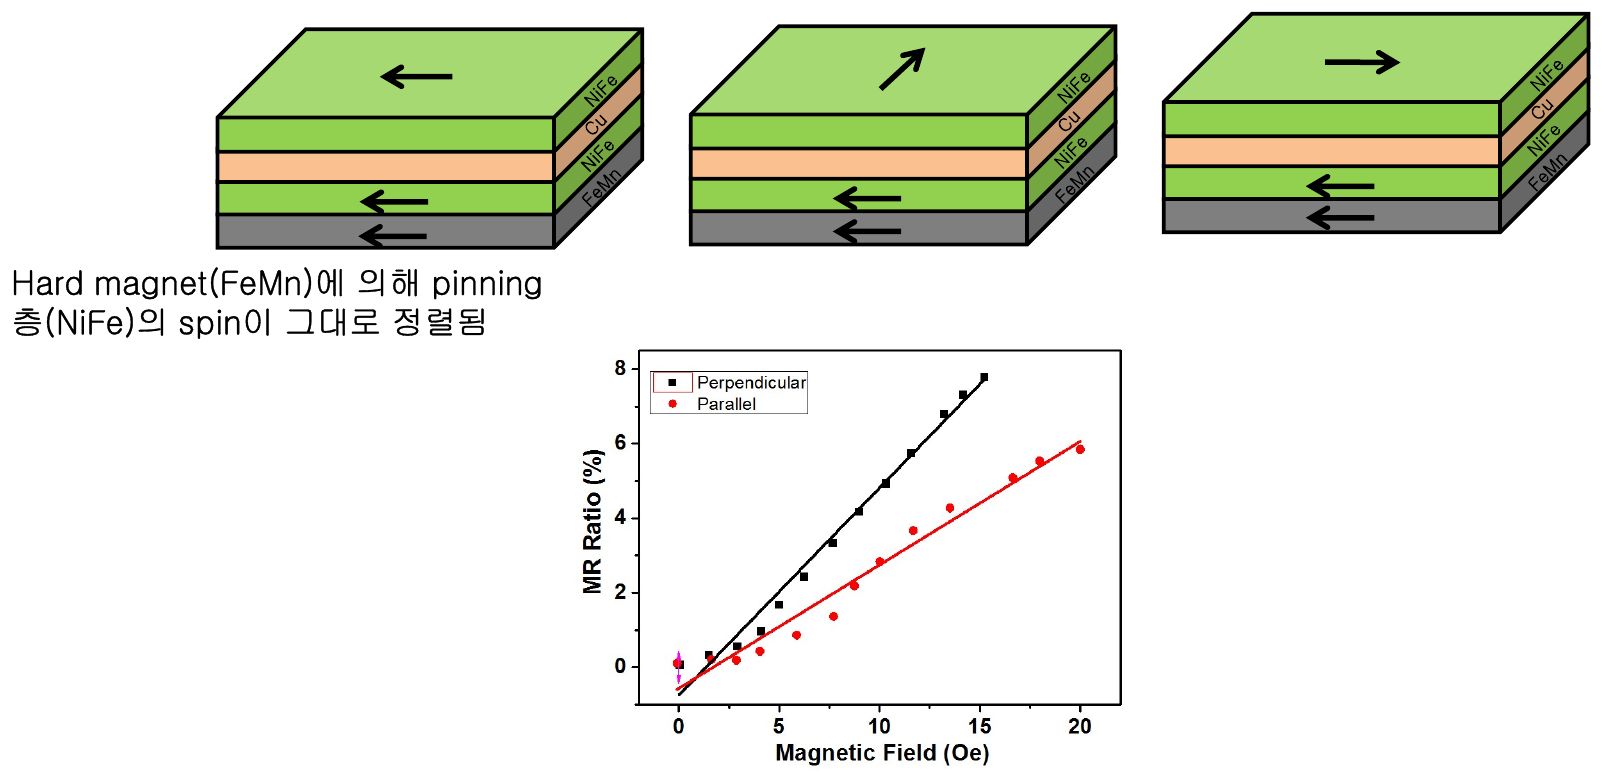 NiFe
Cu
NiFe
FeMn
NiFe
Cu
NiFe
FeMn
NiFe
Cu
NiFe
FeMn
Hard magnet(FeMn)에 의해 pinning
층(NiFe)의 spin이 그대로 정렬됨
Perpendicular
Parallel
MR Ratio (%)
8
6
4
2
0
0 5 10 15 20
Magnetic Field (Oe)